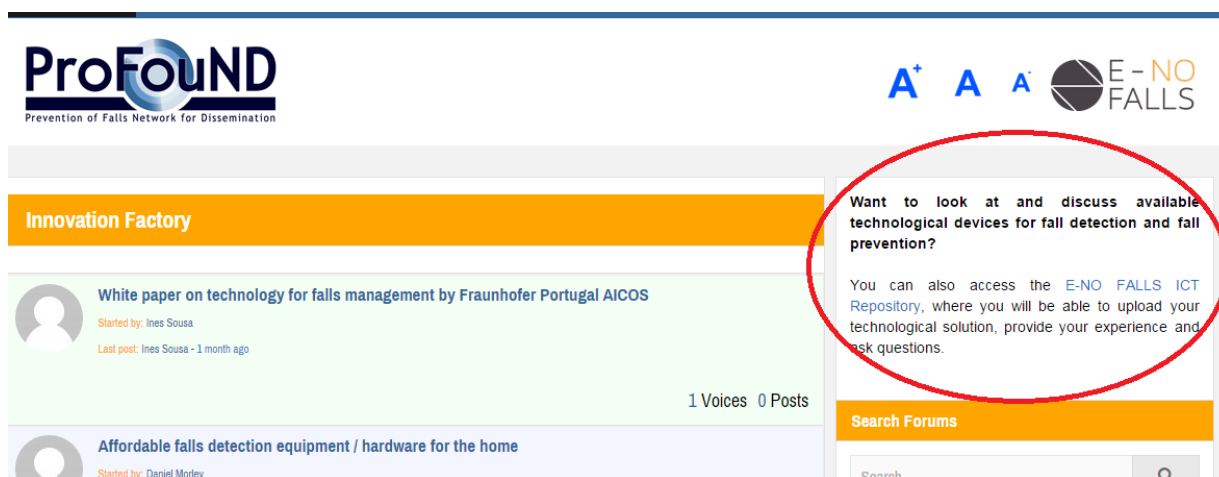 ProFouND
Prevention of Falls Network for Dissemination
A+ A A-
E-NO
FALLS
Innovation Factory
White paper on technology for falls management by Fraunhofer Portugal AICOS
Started by: Ines Sousa
Last post: Ines Sousa - 1 month ago
1 Voices 0 Posts
Affordable falls detection equipment / hardware for the home
Started by: Daniel Morley
Want to look at and discuss available
technological devices for fall detection and fall
prevention?
You can also access the E-NO FALLS ICT
Repository, where you will be able to upload your
technological solution, provide your experience and
ask questions.
Search Forums
Search